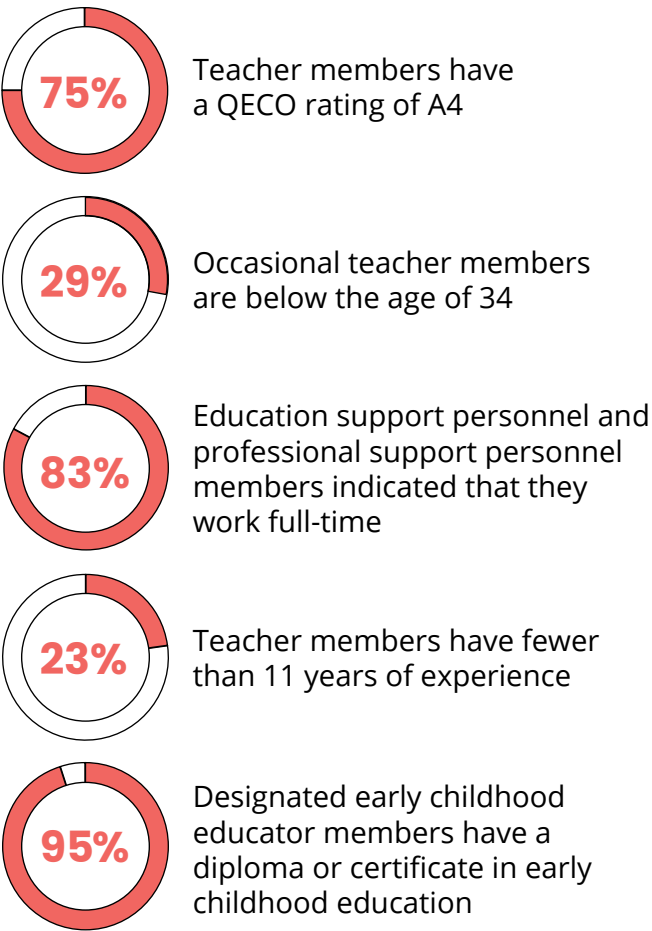 75%
Teacher members have
a QECO rating of A4
29%
Occasional teacher members
are below the age of 34
83%
Education support personnel and
professional support personnel
members indicated that they
work full-time
23%
Teacher members have fewer
than 11 years of experience
95%
Designated early childhood
educator members have a
diploma or certificate in early
childhood education